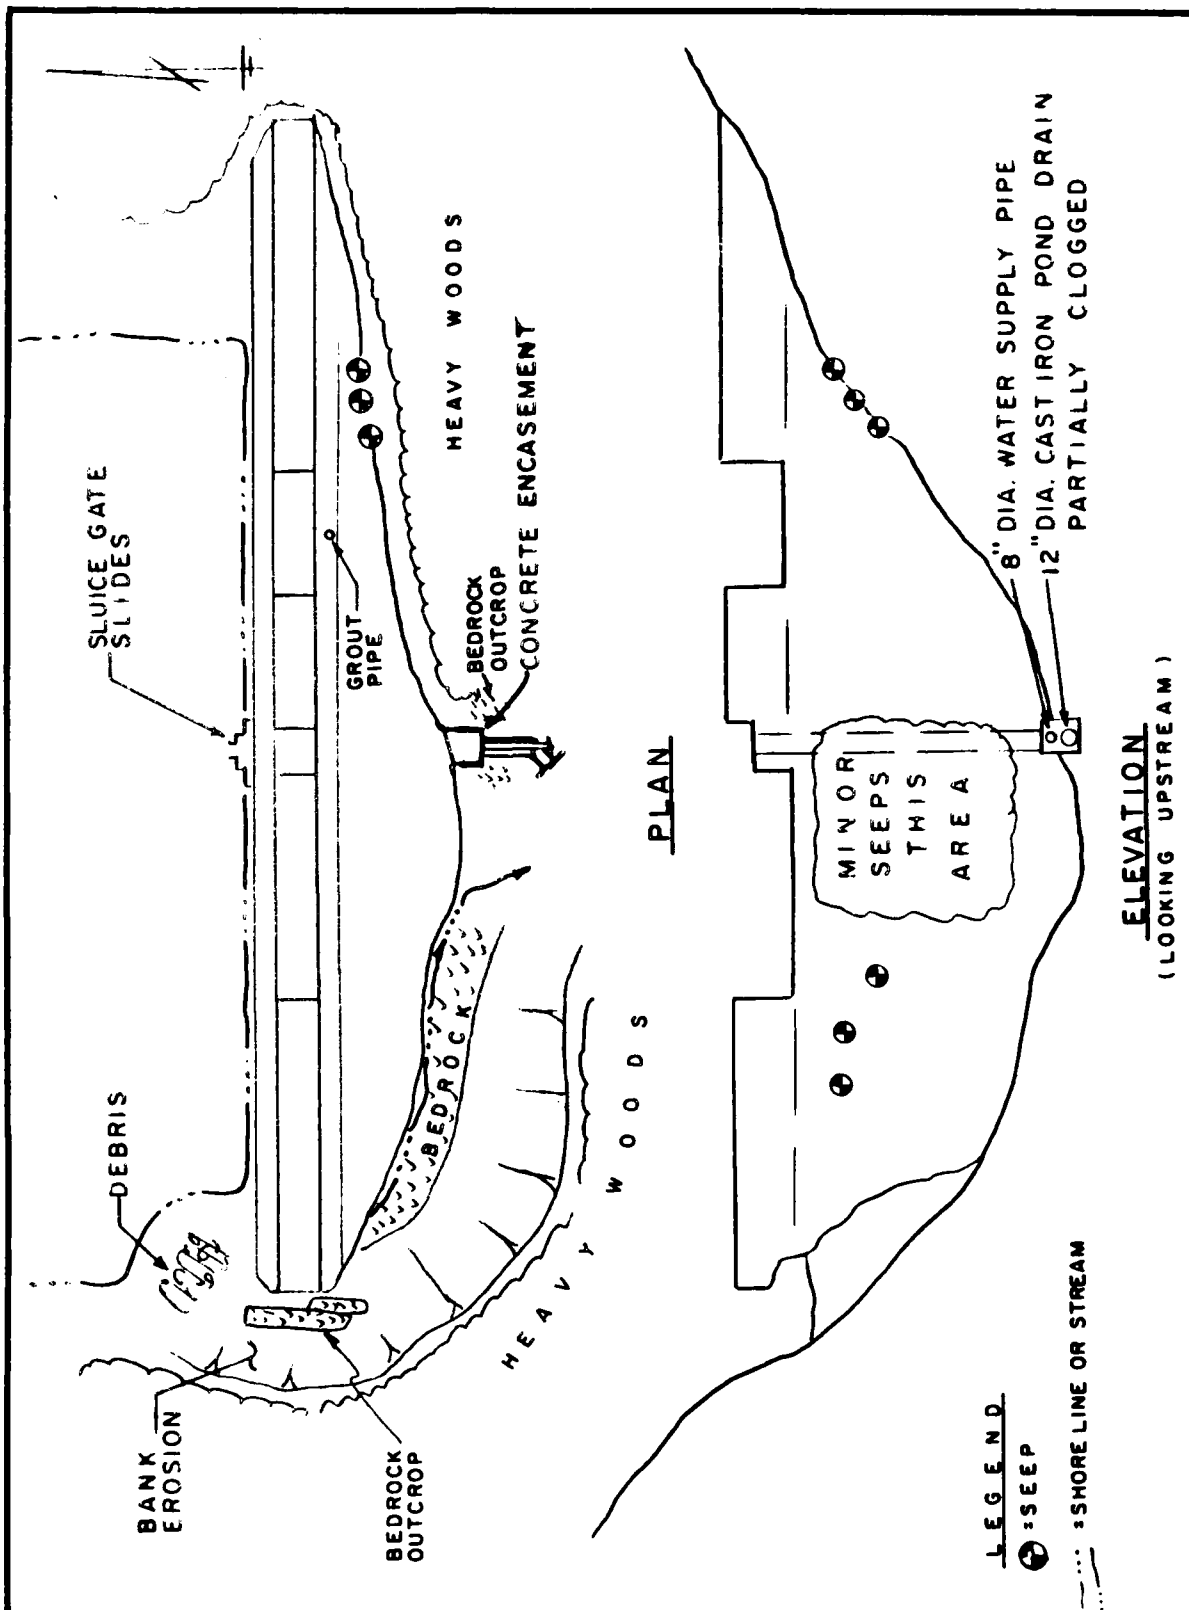 SLUICE GATE
SLIDES
DEBRIS
BANK
EROSION
BEDROCK
OUTCROP
GROUT
PIPE
HEAVY WOODS
BEDROCK
OUTCROP
CONCRETE ENCASEMENT
BEDROCK
HEAVY WOODS
PLAN
MINOR
SEEPS
THIS
AREA
8" DIA. WATER SUPPLY PIPE
12" DIA. CAST IRON POND DRAIN
PARTIALLY CLOGGED
ELEVATION
(LOOKING UPSTREAM)
LEGEND
=SEEP
=SHORELINE OR STREAM